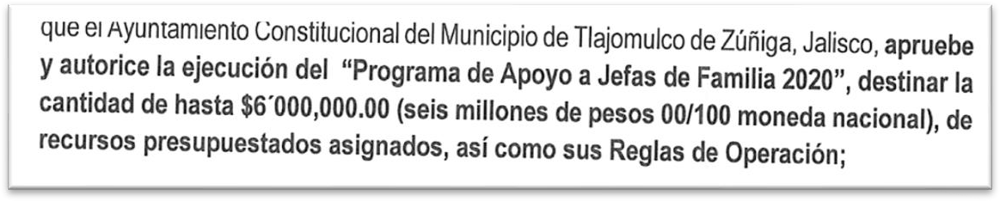 que el Ayuntamiento Constitucional del Municipio de Tlajomulco de Zúñiga, Jalisco, apruebe
y autorice la ejecución del “Programa de Apoyo a Jefas de Familia 2020”, destinar la
cantidad de hasta $6´000,000.00 (seis millones de pesos 00/100 moneda nacional), de
recursos presupuestados asignados, así como sus Reglas de Operación;